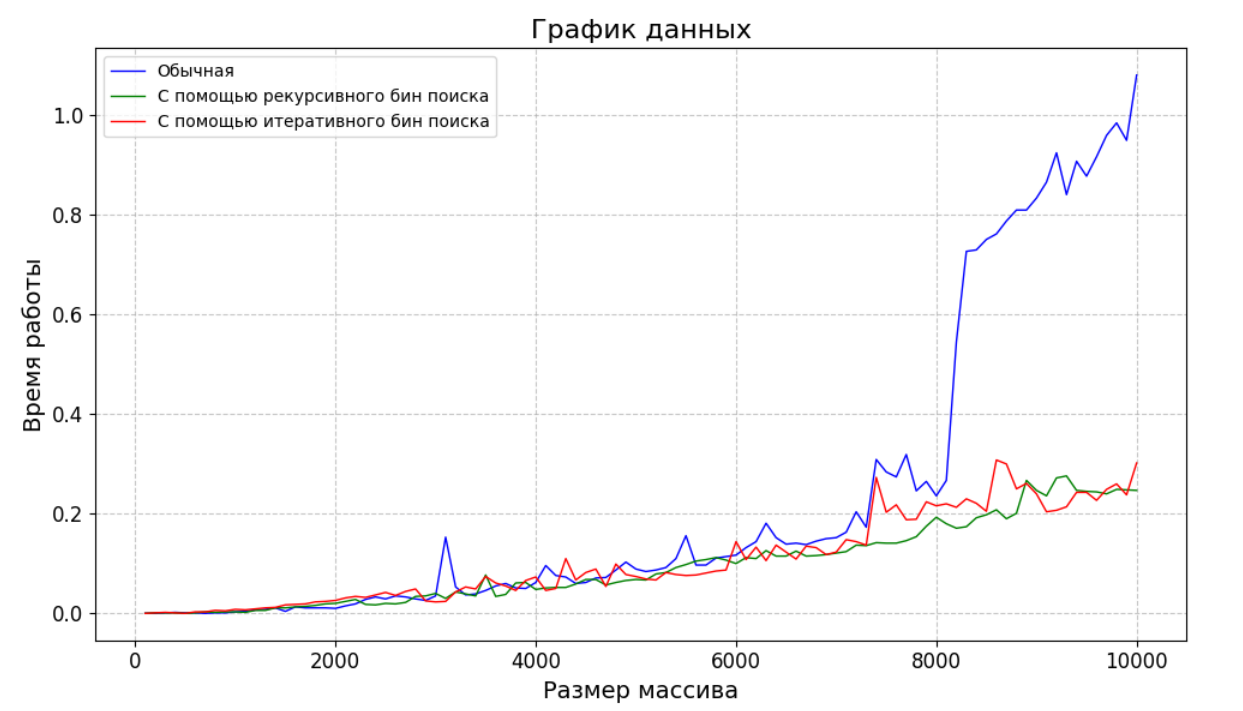 График данных
Обычная
С помощью рекурсивного бин поиска
С помощью итеративного бин поиска
Время работы
1.0
0.8
0.6
0.4
0.2
0.0
0 2000 4000 6000 8000 10000
Размер массива